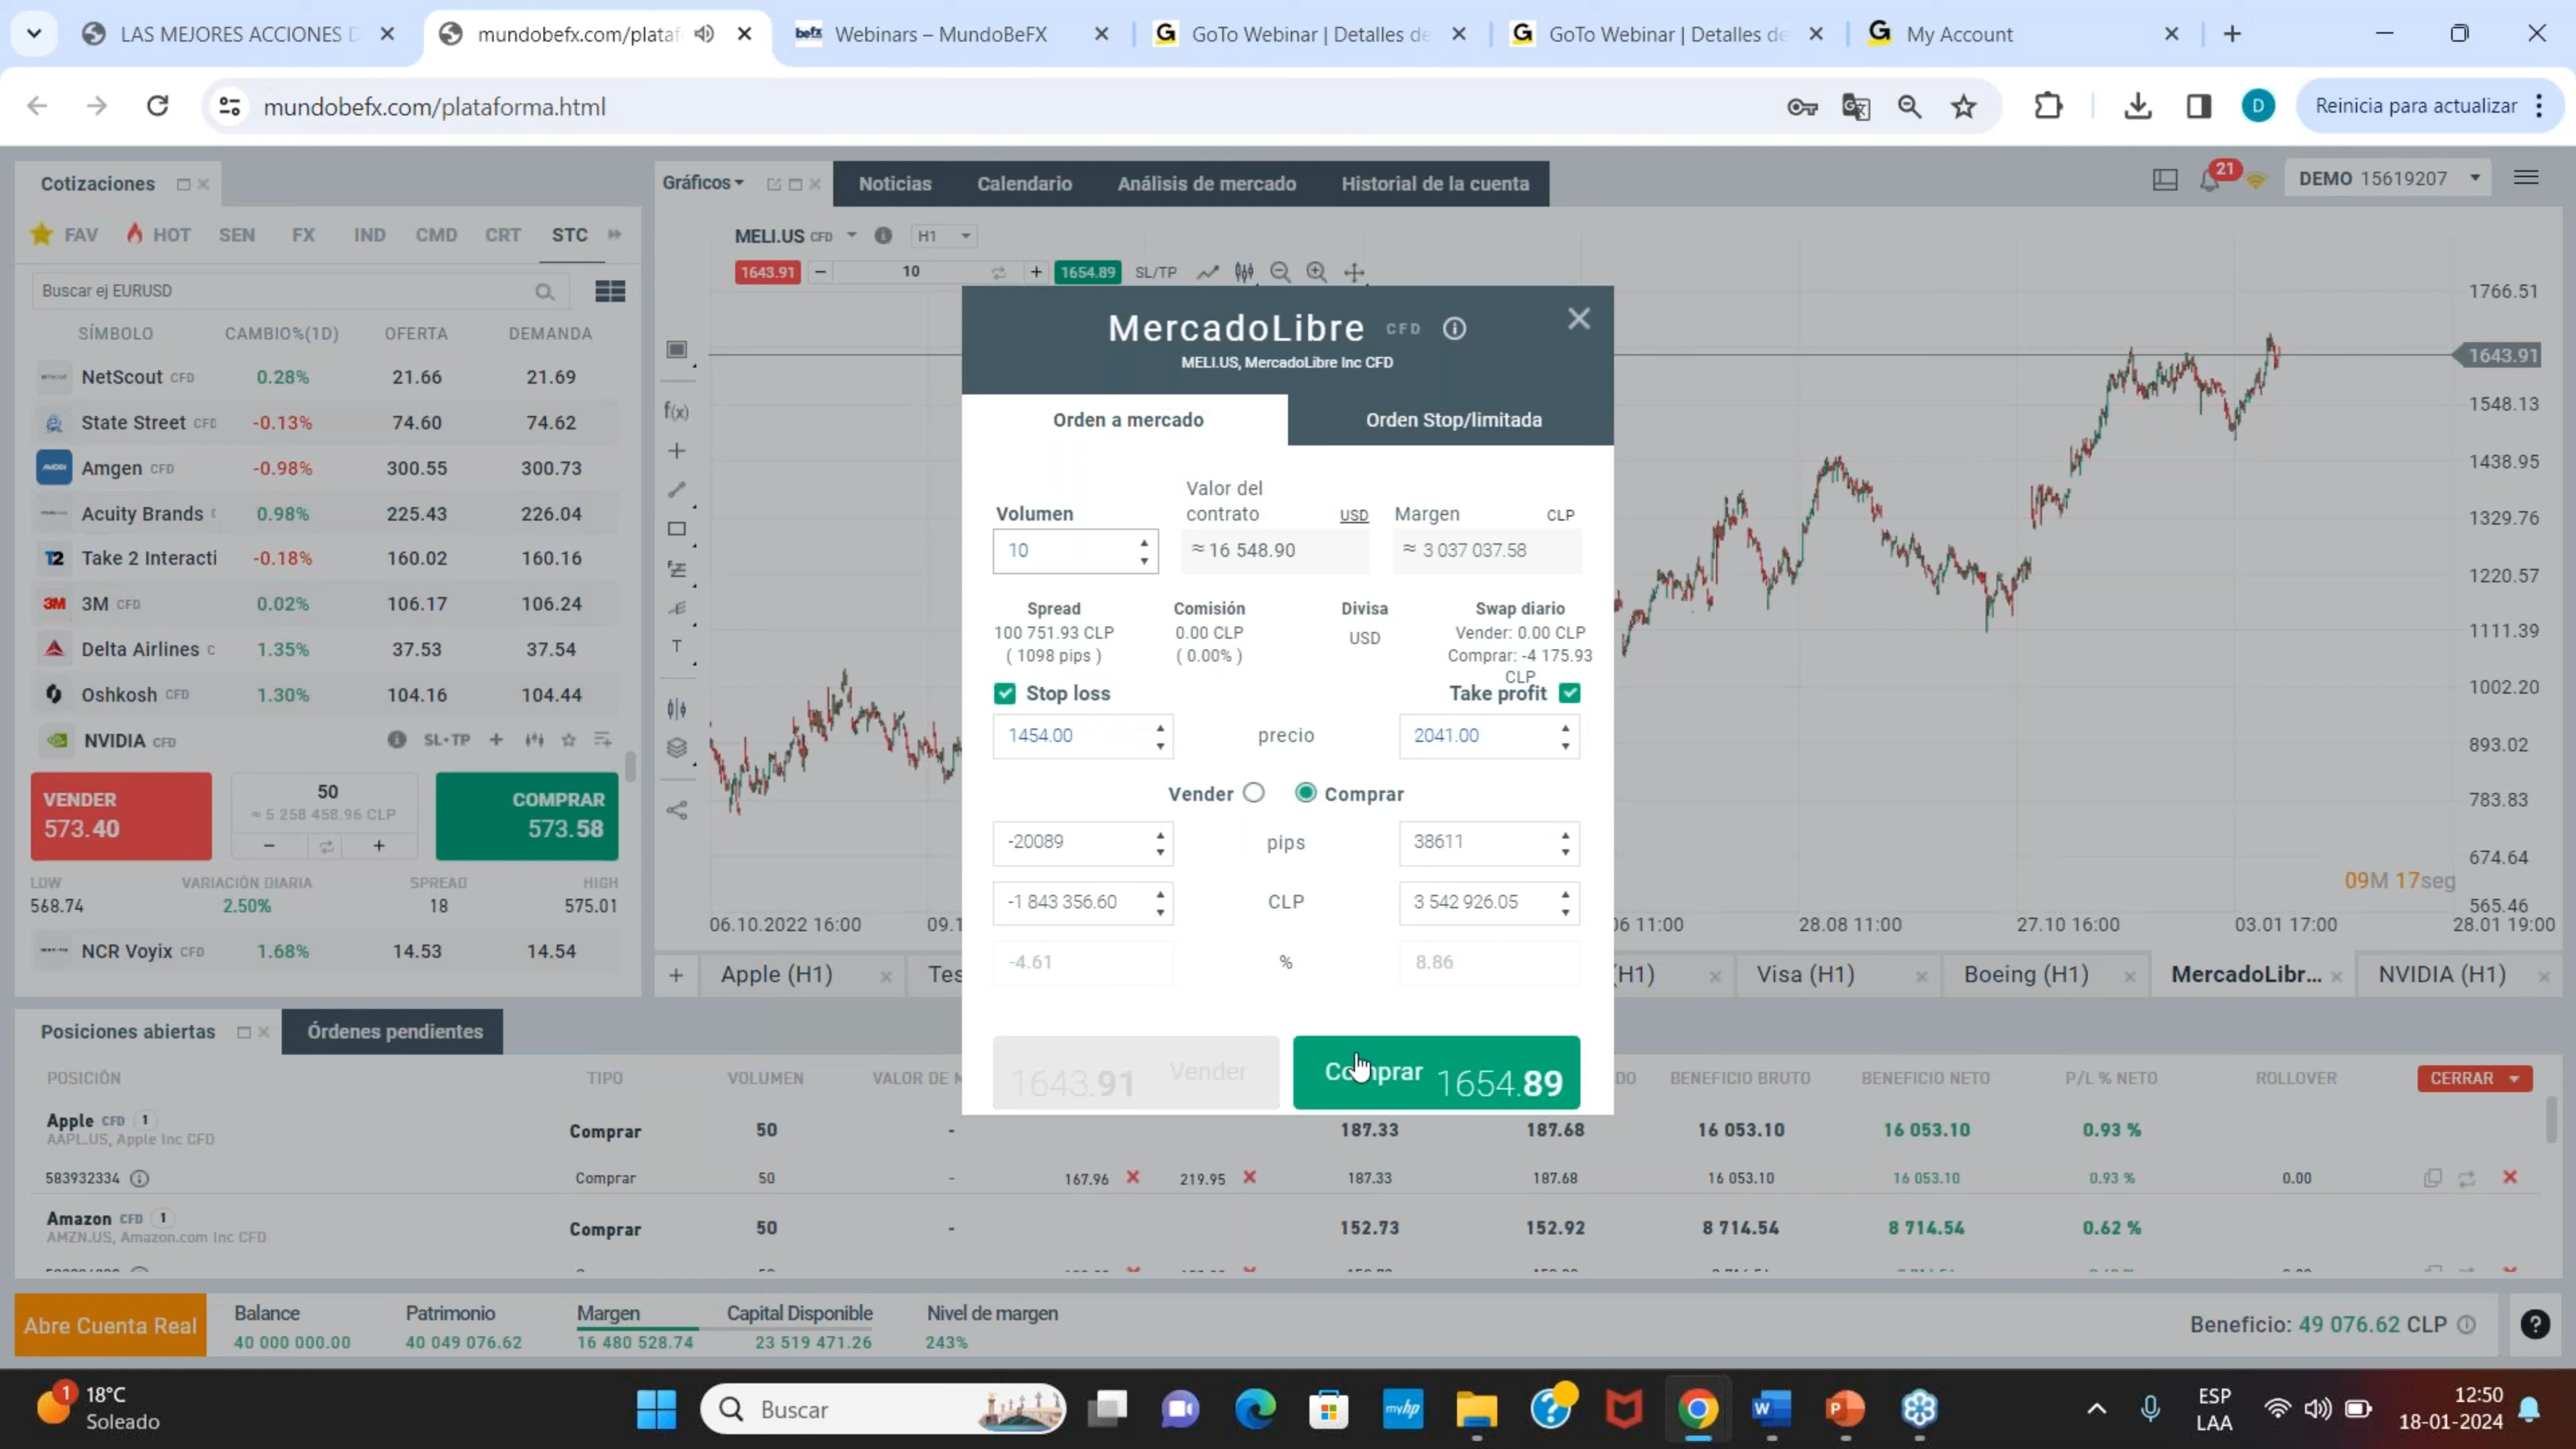 LAS MEJORES ACCIONES D
mundobefx.com/plataf
befx Webinars – MundoBeFX
GoTo Webinar | Detalles de
GoTo Webinar | Detalles de
My Account
mundobefx.com/plataforma.html
D
Reinicia para actualizar
Cotizaciones
Gráficos
Noticias
Calendario
Análisis de mercado
Historial de la cuenta
21
DEMO 15619207
FAV HOT SEN FX IND CMD CRT STC
Buscar ej EURUSD
SÍMBOLO CAMBIO%(1D) OFERTA DEMANDA
NetScout CFD 0.28% 21.66 21.69
State Street CFD -0.13% 74.60 74.62
Amgen CFD -0.98% 300.55 300.73
Acuity Brands 0.98% 225.43 226.04
Take 2 Interacti -0.18% 160.02 160.16
3M 3M CFD 0.02% 106.17 106.24
Delta Airlines C 1.35% 37.53 37.54
Oshkosh CFD 1.30% 104.16 104.44
NVIDIA CFD SL•TP
VENDER
573.40
50
≈ 5 258 458.96 CLP
COMPRAR
573.58
LOW VARIACIÓN DIARIA SPREAD HIGH
568.74 2.50% 18 575.01
NCR Voyix CFD 1.68% 14.53 14.54
MELI.US CFD H1
1643.91 10 1654.89 SL/TP
f(x)
T
MercadoLibre CFD
MELI.US, MercadoLibre Inc CFD
Orden a mercado
Orden Stop/limitada
Volumen
Valor del contrato USD
Margen CLP
10
≈ 16 548.90
≈ 3 037 037.58
Spread Comisión Divisa Swap diario
100 751.93 CLP 0.00 CLP USD Vender: 0.00 CLP
( 1098 pips ) ( 0.00% ) Comprar: -4 175.93
CLP
Stop loss Take profit
1454.00 precio 2041.00
Vender Comprar
-20089 pips 38611
-1 843 356.60 CLP 3 542 926.05
-4.61 % 8.86
1643.91 Vender
Comprar 1654.89
1766.51
1643.91
1548.13
1438.95
1329.76
1220.57
1111.39
1002.20
893.02
783.83
674.64
565.46
09M 17seg
06.10.2022 16:00 09.1 06 11:00 28.08 11:00 27.10 16:00 03.01 17:00 28.01 19:00
Apple (H1) Tes (H1) Visa (H1) Boeing (H1) MercadoLibr... NVIDIA (H1)
Posiciones abiertas
Órdenes pendientes
POSICIÓN TIPO VOLUMEN VALOR DE M DO BENEFICIO BRUTO BENEFICIO NETO P/L % NETO ROLLOVER CERRAR
Apple CFD 1 Comprar 50 - 187.33 187.68 16 053.10 16 053.10 0.93 %
AAPL.US, Apple Inc CFD
583932334 Comprar 50 - 167.96 219.95 187.33 187.68 16 053.10 16 053.10 0.93 % 0.00
Amazon CFD 1 Comprar 50 - 152.73 152.92 8 714.54 8 714.54 0.62 %
AMZN.US, Amazon.com Inc CFD
Abre Cuenta Real
Balance Patrimonio Margen Capital Disponible Nivel de margen
40 000 000.00 40 049 076.62 16 480 528.74 23 519 471.26 243%
Beneficio: 49 076.62 CLP
1
18°C
Soleado
Buscar
myhp
ESP
LAA
12:50
18-01-2024